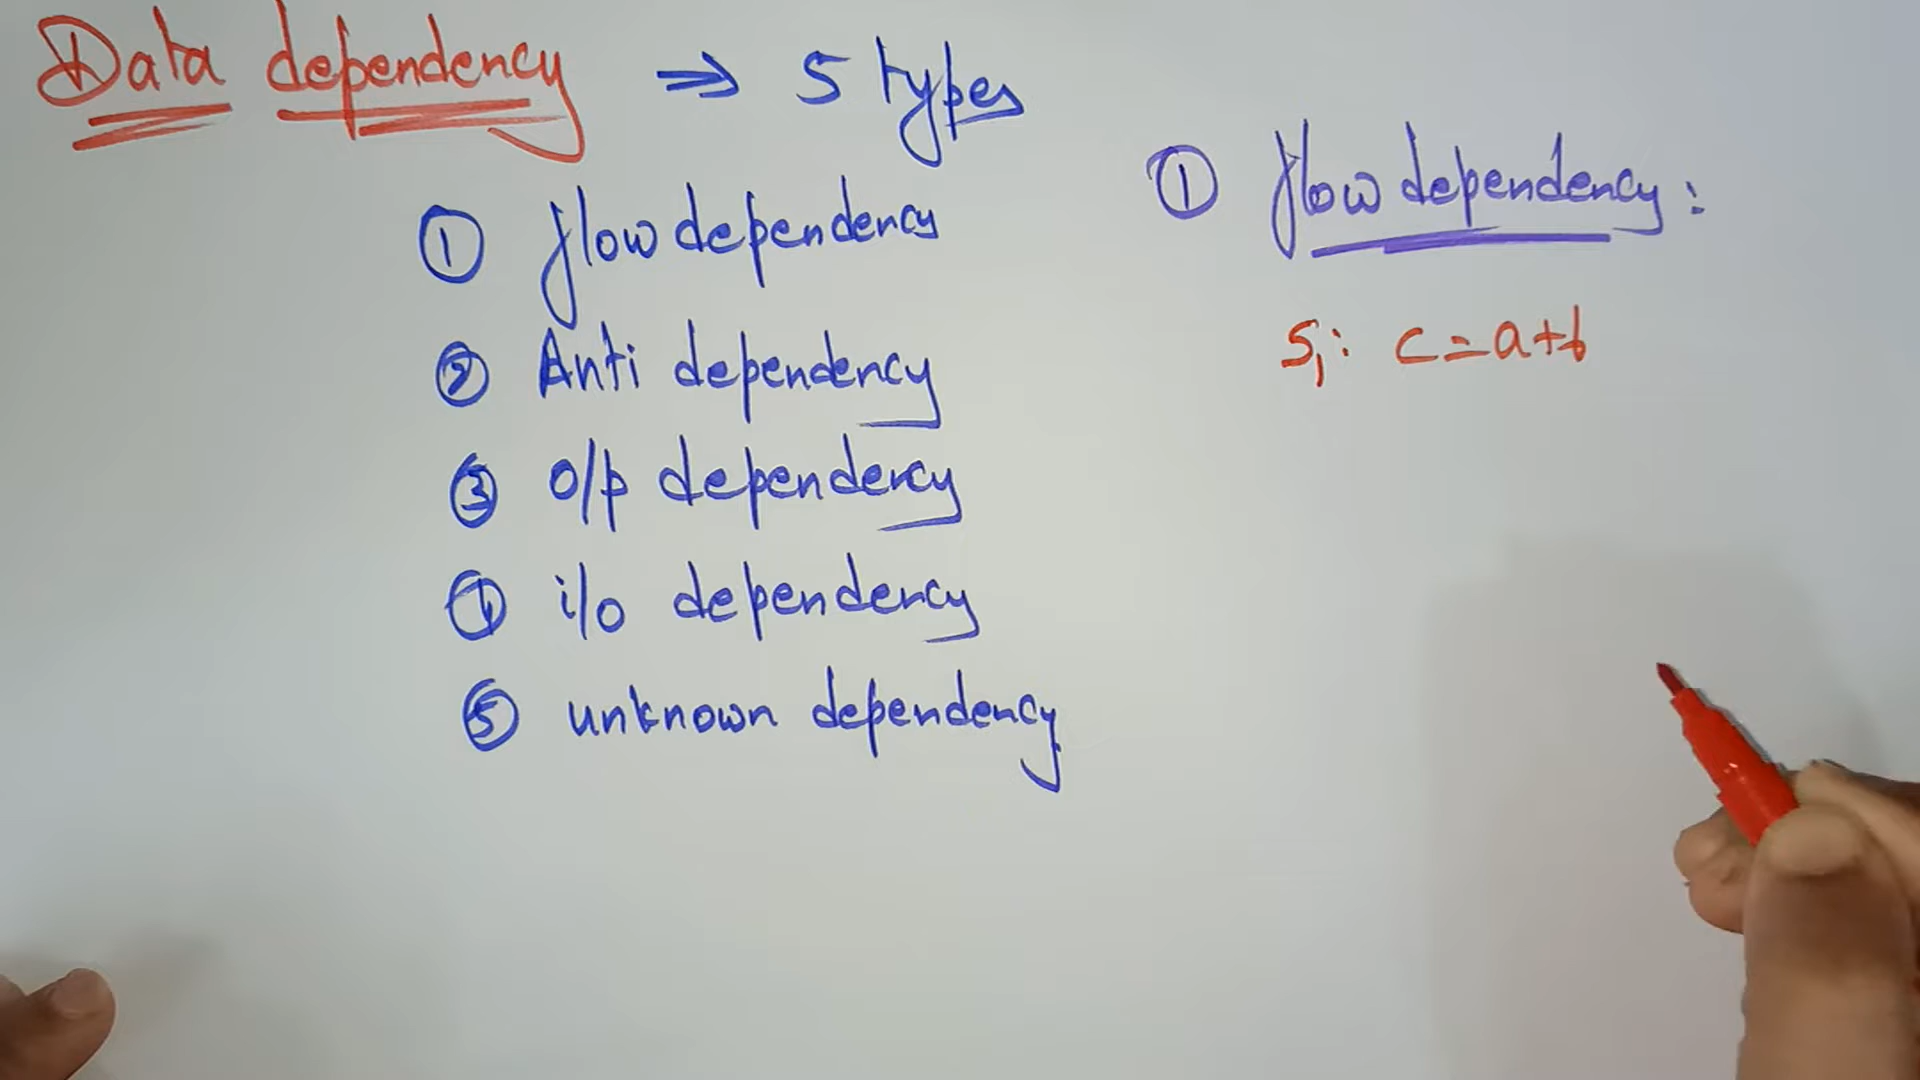 Data dependency ⇒ 5 types
① flow dependency
② Anti dependency
③ o/p dependency
④ i/o dependency
⑤ unknown dependency
① flow dependency:
S₁: c=a+b